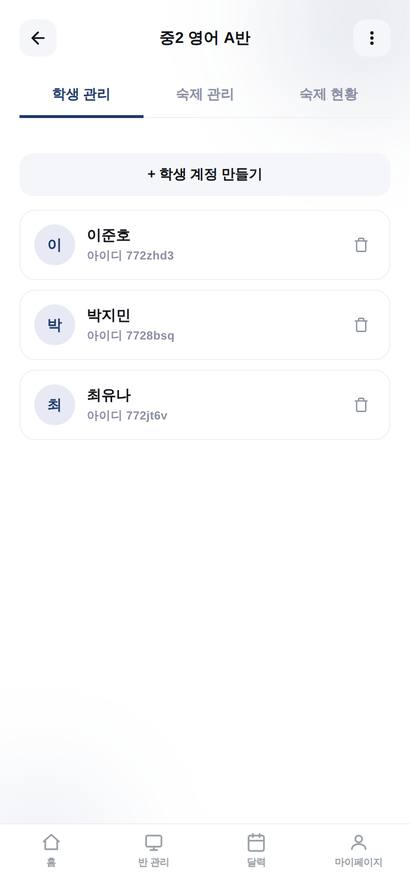 중2 영어 A반
학생 관리
숙제 관리
숙제 현황
+ 학생 계정 만들기
이
이준호
아이디 772zhd3
박
박지민
아이디 7728bsq
최
최유나
아이디 772jt6v
홈
반 관리
달력
마이페이지